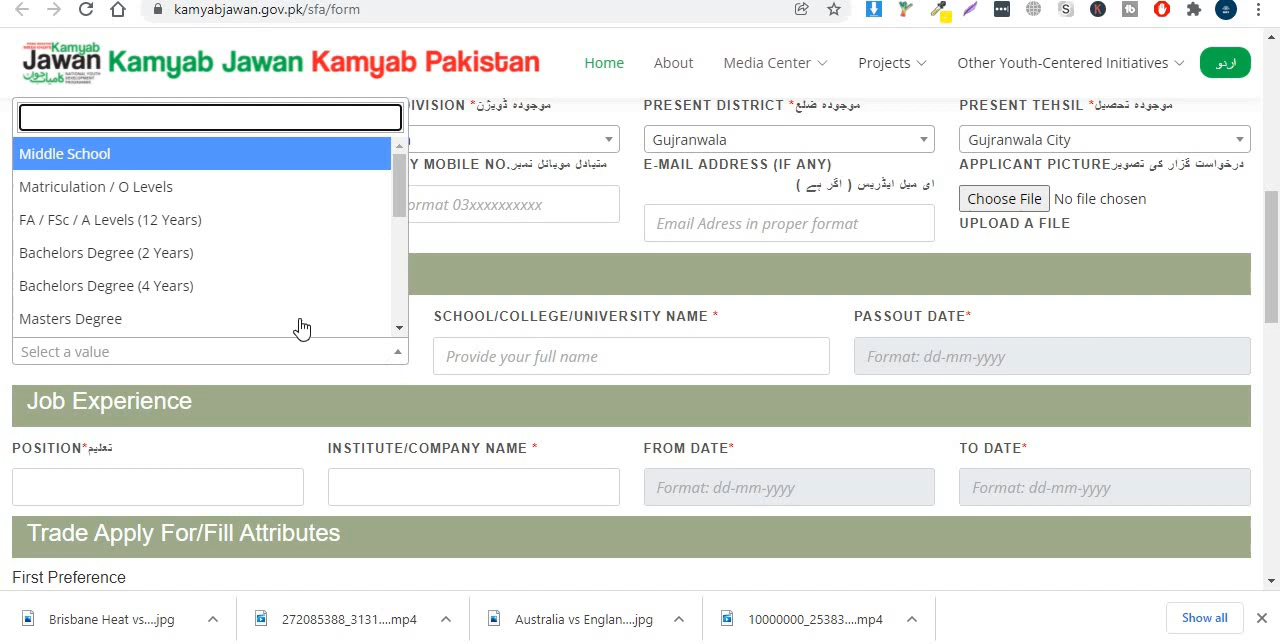 kamyabjawan.gov.pk/sfa/form
Kamyab
Jawan
Kamyab Jawan Kamyab Pakistan
Home
About
Media Center
Projects
Other Youth-Centered Initiatives
اردو
IVISION *موجودہ ڈویژن
PRESENT DISTRICT *موجودہ ضلع
PRESENT TEHSIL *موجودہ تحصیل
Gujranwala
Gujranwala City
Y MOBILE NO.متبادل موبائل نمبر
E-MAIL ADDRESS (IF ANY)
ای میل ایڈریس ( اگر ہے )
APPLICANT PICTUREدرخواست گزار کی تصویر
ormat 03xxxxxxxxxx
Email Adress in proper format
Choose File No file chosen
UPLOAD A FILE
Middle School
Matriculation / O Levels
FA / FSc / A Levels (12 Years)
Bachelors Degree (2 Years)
Bachelors Degree (4 Years)
Masters Degree
Select a value
SCHOOL/COLLEGE/UNIVERSITY NAME *
PASSOUT DATE*
Provide your full name
Format: dd-mm-yyyy
Job Experience
POSITION*تعلیم
INSTITUTE/COMPANY NAME *
FROM DATE*
TO DATE*
Format: dd-mm-yyyy
Format: dd-mm-yyyy
Trade Apply For/Fill Attributes
First Preference
Brisbane Heat vs....jpg
272085388_3131....mp4
Australia vs Englan....jpg
10000000_25383....mp4
Show all